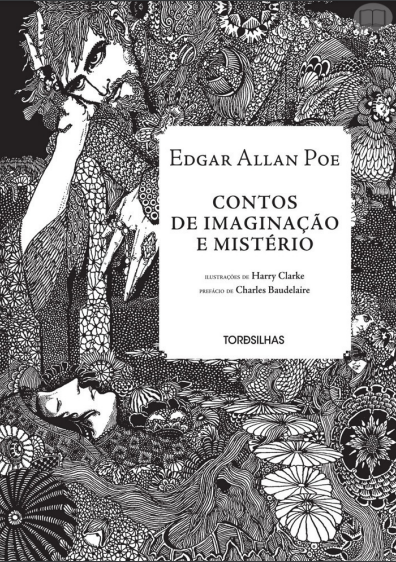 EDGAR ALLAN POE
CONTOS
DE IMAGINAÇÃO
E MISTÉRIO
ILUSTRAÇÕES DE Harry Clarke
PREFÁCIO DE Charles Baudelaire
TORDSILHAS